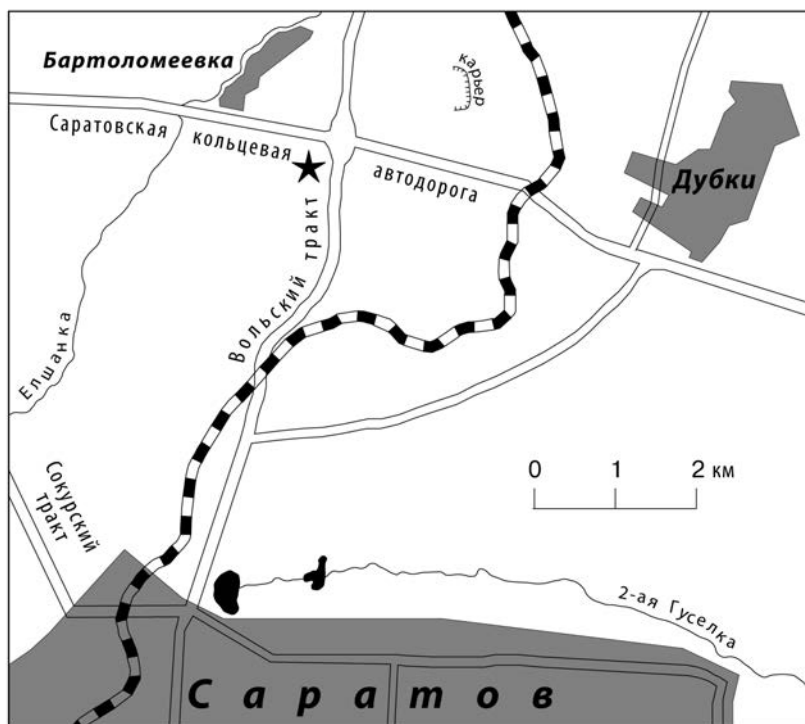 Бартоломеевка
карьер
Саратовская кольцевая автодорога
Дубки
Вольский тракт
Елшанка
0 1 2 км
Сокурский
тракт
2-ая Гуселка
Саратов